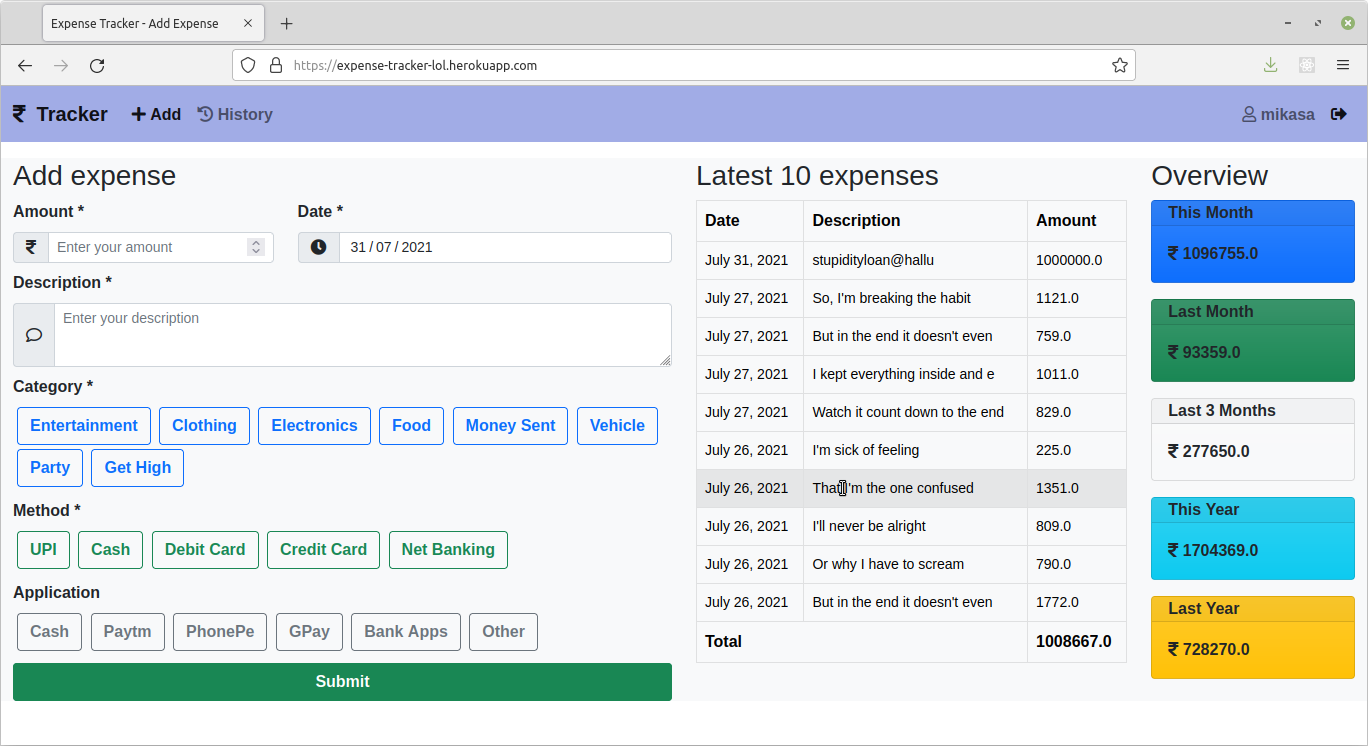 Expense Tracker - Add Expense
https://expense-tracker-lol.herokuapp.com
₹ Tracker Add History mikasa
Add expense
Amount * Date *
₹ Enter your amount 31 / 07 / 2021
Description *
Enter your description
Category *
Entertainment Clothing Electronics Food Money Sent Vehicle
Party Get High
Method *
UPI Cash Debit Card Credit Card Net Banking
Application
Cash Paytm PhonePe GPay Bank Apps Other
Submit
Latest 10 expenses
Date Description Amount
July 31, 2021 stupidityloan@hallu 1000000.0
July 27, 2021 So, I'm breaking the habit 1121.0
July 27, 2021 But in the end it doesn't even 759.0
July 27, 2021 I kept everything inside and e 1011.0
July 27, 2021 Watch it count down to the end 829.0
July 26, 2021 I'm sick of feeling 225.0
July 26, 2021 That I'm the one confused 1351.0
July 26, 2021 I'll never be alright 809.0
July 26, 2021 Or why I have to scream 790.0
July 26, 2021 But in the end it doesn't even 1772.0
Total 1008667.0
Overview
This Month
₹ 1096755.0
Last Month
₹ 93359.0
Last 3 Months
₹ 277650.0
This Year
₹ 1704369.0
Last Year
₹ 728270.0